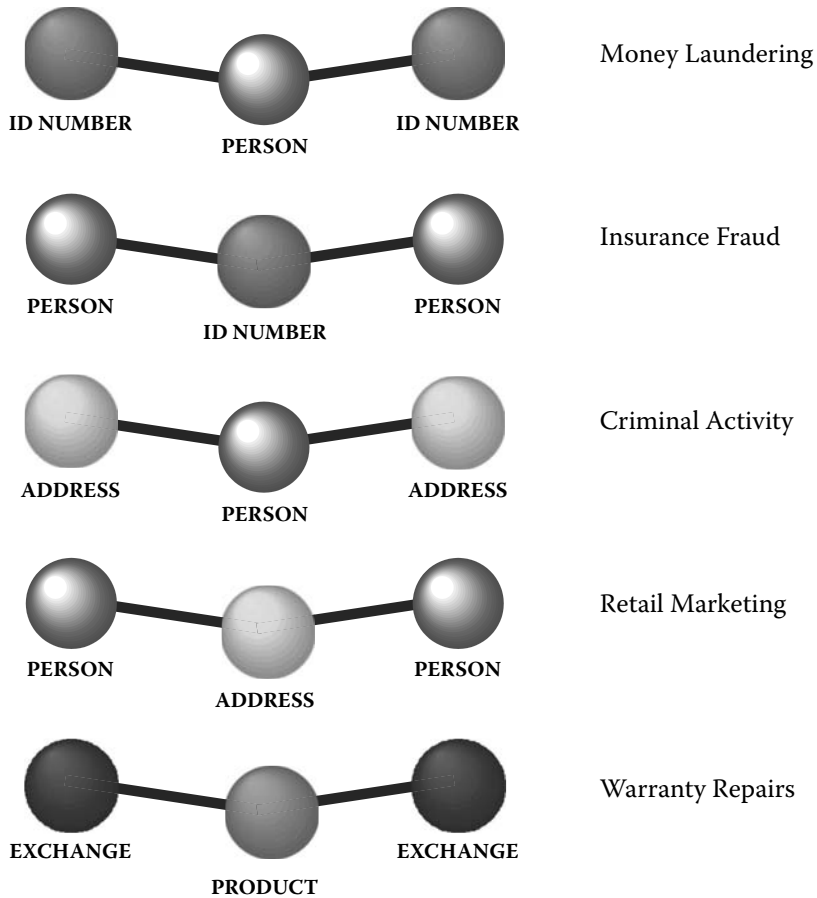 Money Laundering
ID NUMBER
ID NUMBER
PERSON
Insurance Fraud
PERSON
PERSON
ID NUMBER
Criminal Activity
ADDRESS
ADDRESS
PERSON
Retail Marketing
PERSON
PERSON
ADDRESS
Warranty Repairs
EXCHANGE
EXCHANGE
PRODUCT